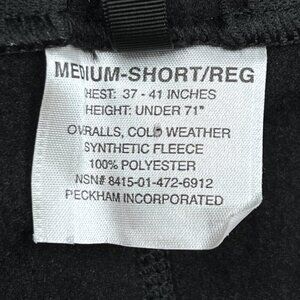 MEDIUM-SHORT/REG
CHEST: 37 - 41 INCHES
HEIGHT: UNDER 71"
OVRALLS, COLD WEATHER
SYNTHETIC FLEECE
100% POLYESTER
NSN# 8415-01-472-6912
PECKHAM INCORPORATED